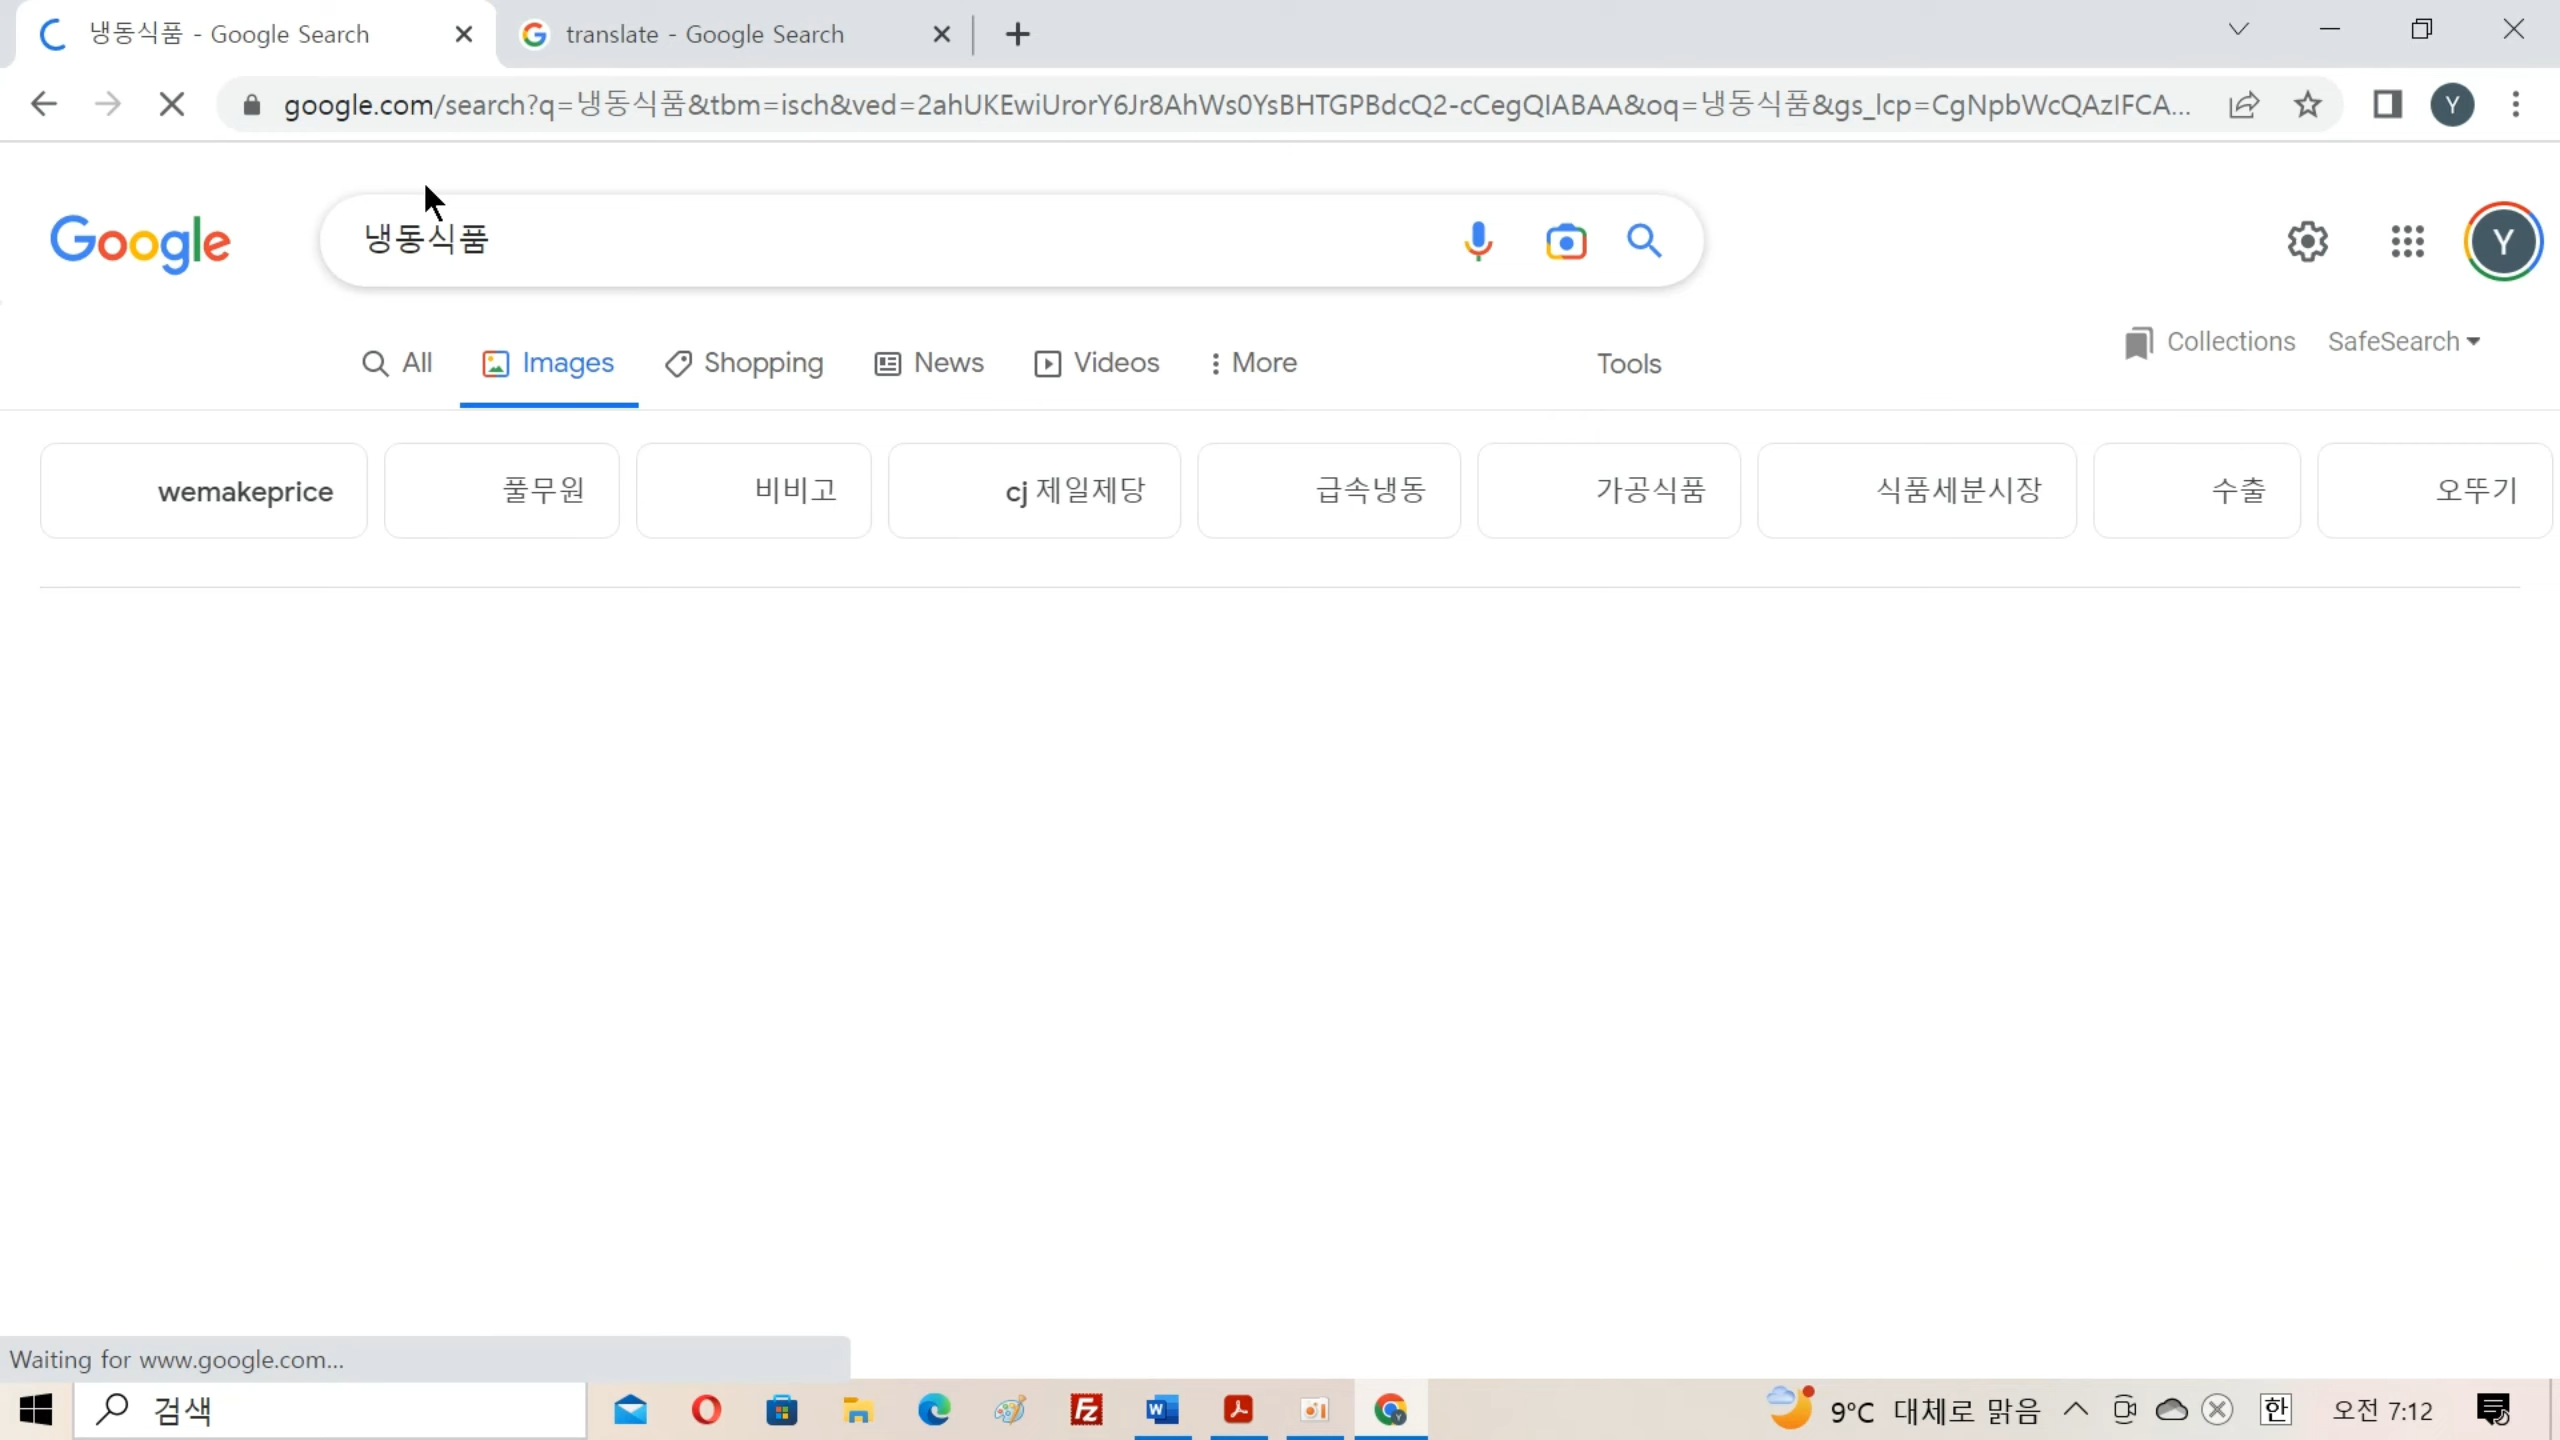 냉동식품 - Google Search
translate - Google Search
google.com/search?q=냉동식품&tbm=isch&ved=2ahUKEwiUrorY6Jr8AhWs0YsBHTGPBdcQ2-cCegQIABAA&oq=냉동식품&gs_lcp=CgNpbWcQAzIFCA...
Y
Google
냉동식품
Y
All
Images
Shopping
News
Videos
More
Tools
Collections
SafeSearch
wemakeprice
풀무원
비비고
cj 제일제당
급속냉동
가공식품
식품세분시장
수출
오뚜기
Waiting for www.google.com...
검색
9°C 대체로 맑음
한
오전 7:12